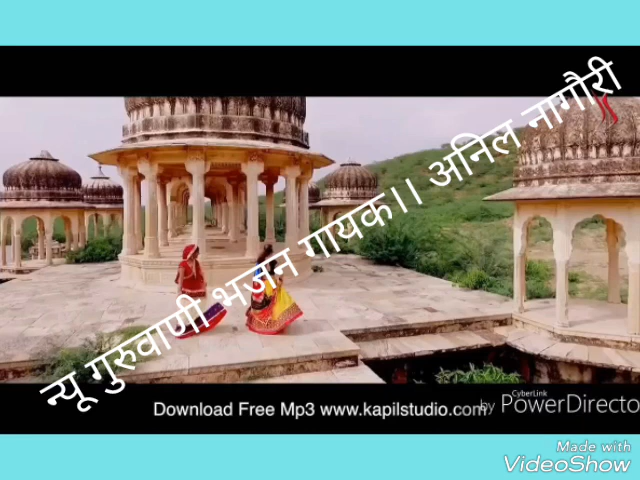 न्यू गुरुवाणी भजन गायक।। अनिल नागौरी
Download Free Mp3 www.kapilstudio.com
by CyberLink PowerDirecto
Made with
VideoShow